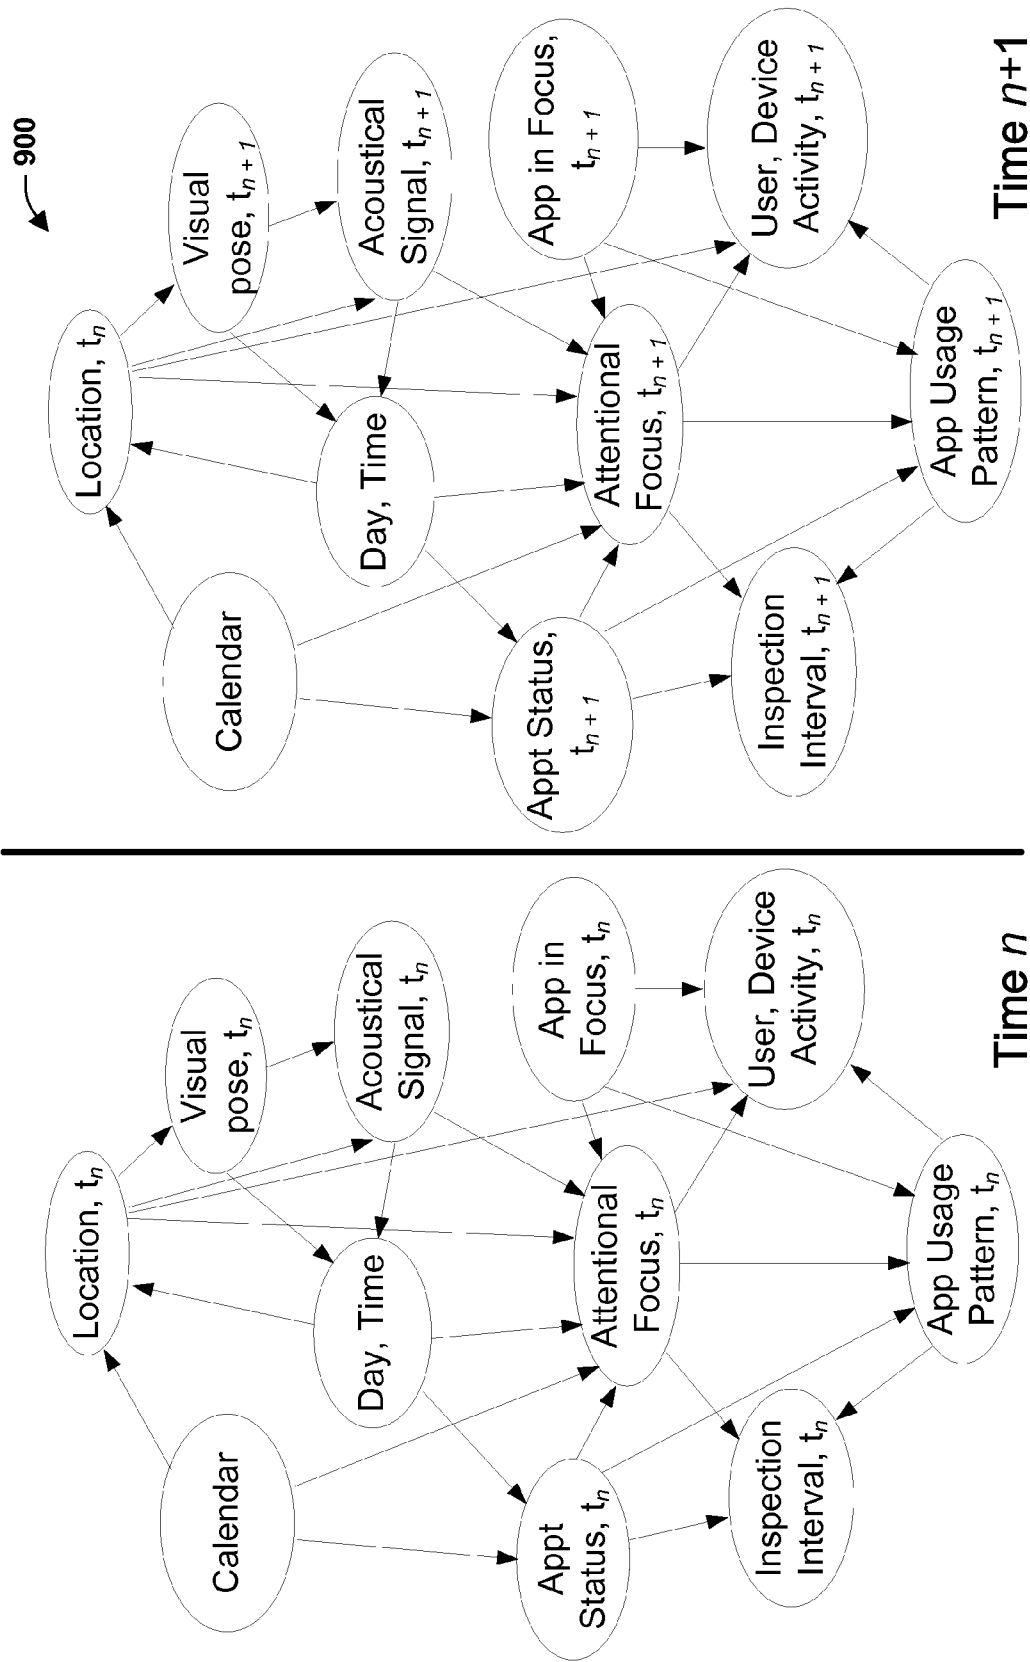 900
Location, tn
Visual
pose, tn
Calendar
Day, Time
Acoustical
Signal, tn
Appt
Status, tn
Attentional
Focus, tn
App in
Focus, tn
Inspection
Interval, tn
User, Device
Activity, tn
App Usage
Pattern, tn
Time n
Location, tn
Visual
pose, tn + 1
Calendar
Day, Time
Acoustical
Signal, tn + 1
Appt Status,
tn + 1
Attentional
Focus, tn + 1
App in Focus,
tn + 1
Inspection
Interval, tn + 1
User, Device
Activity, tn + 1
App Usage
Pattern, tn + 1
Time n+1